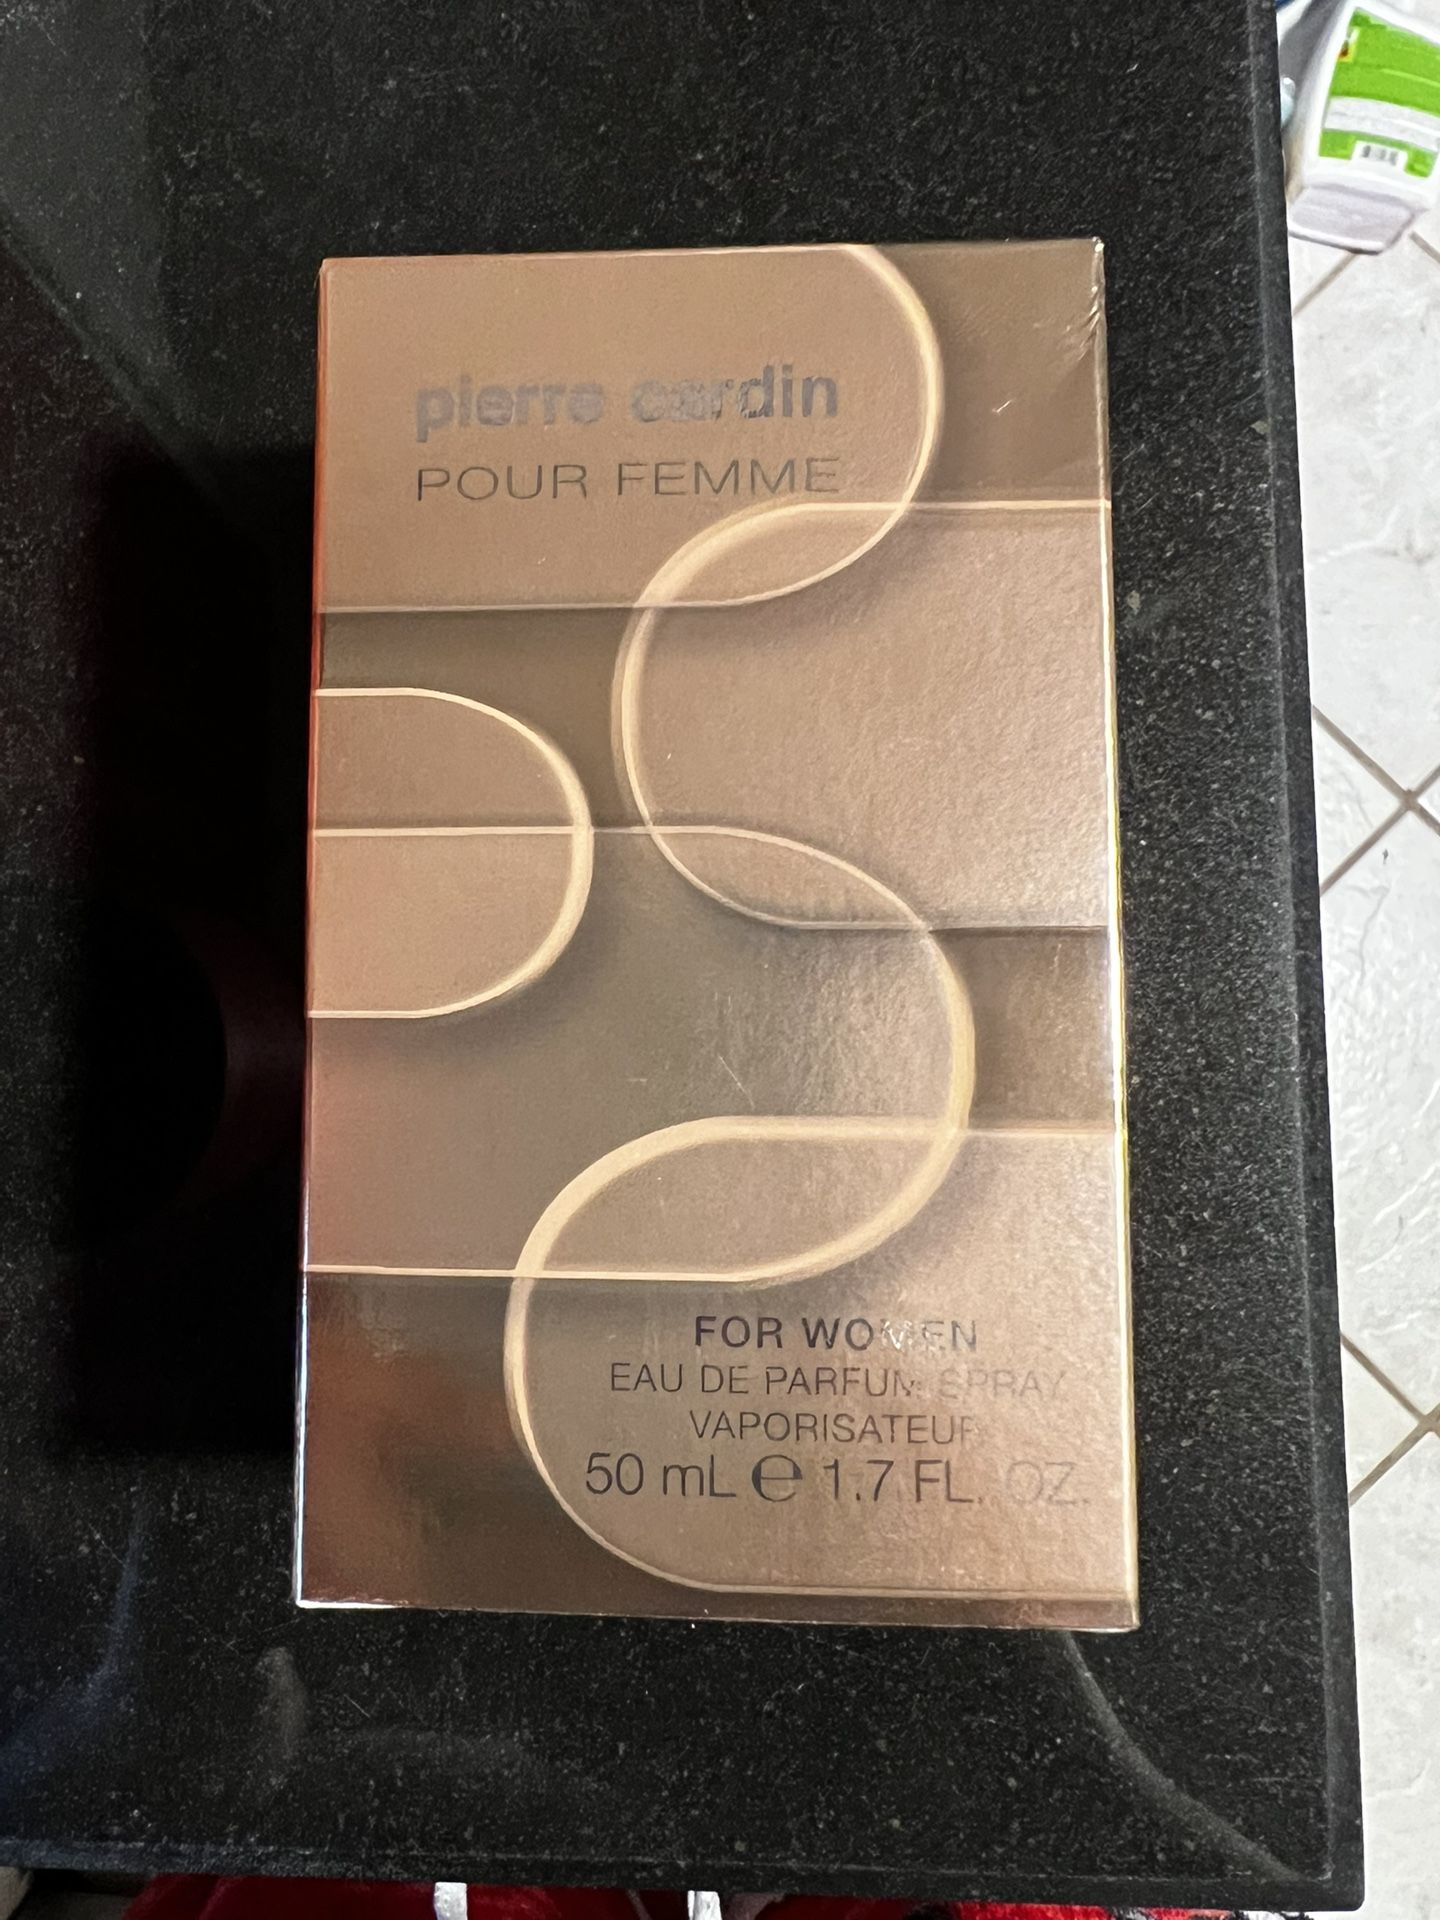 pierre cardin
POUR FEMME
FOR WOMEN
EAU DE PARFUM SPRAY
VAPORISATEUR
50 mL ℮ 1.7 FL. OZ.